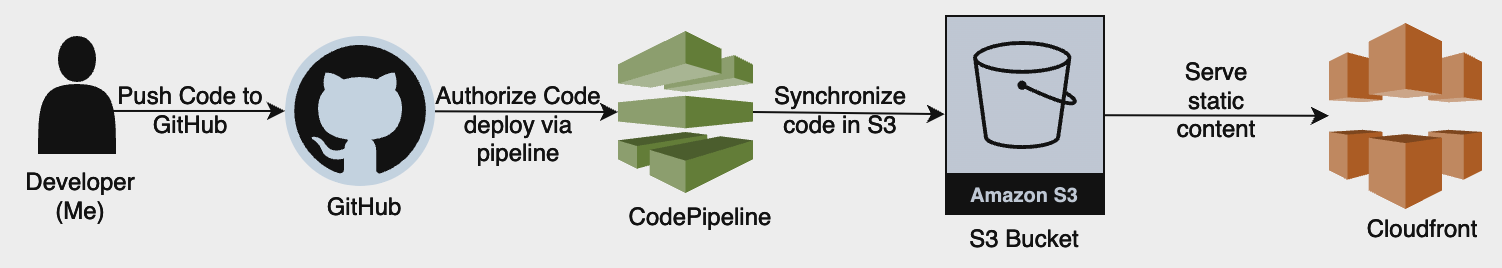 Push Code to
GitHub
Developer
(Me)
GitHub
Authorize Code
deploy via
pipeline
CodePipeline
Synchronize
code in S3
Amazon S3
S3 Bucket
Serve
static
content
Cloudfront